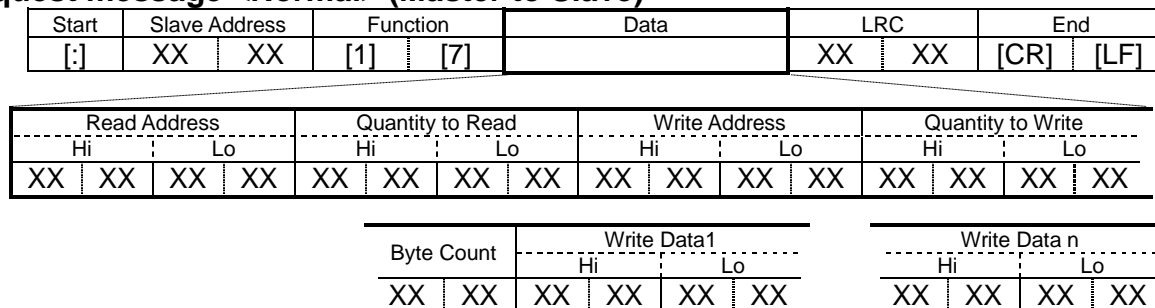 Request Message <Normal> (Master to Slave)
Start Slave Address Function Data LRC End
[:] XX XX [1] [7] XX XX [CR] [LF]
Read Address Quantity to Read Write Address Quantity to Write
Hi Lo Hi Lo Hi Lo Hi Lo
XX XX XX XX XX XX XX XX XX XX XX XX XX XX XX XX
Byte Count Write Data1 Write Data n
Hi Lo Hi Lo
XX XX XX XX XX XX XX XX XX XX